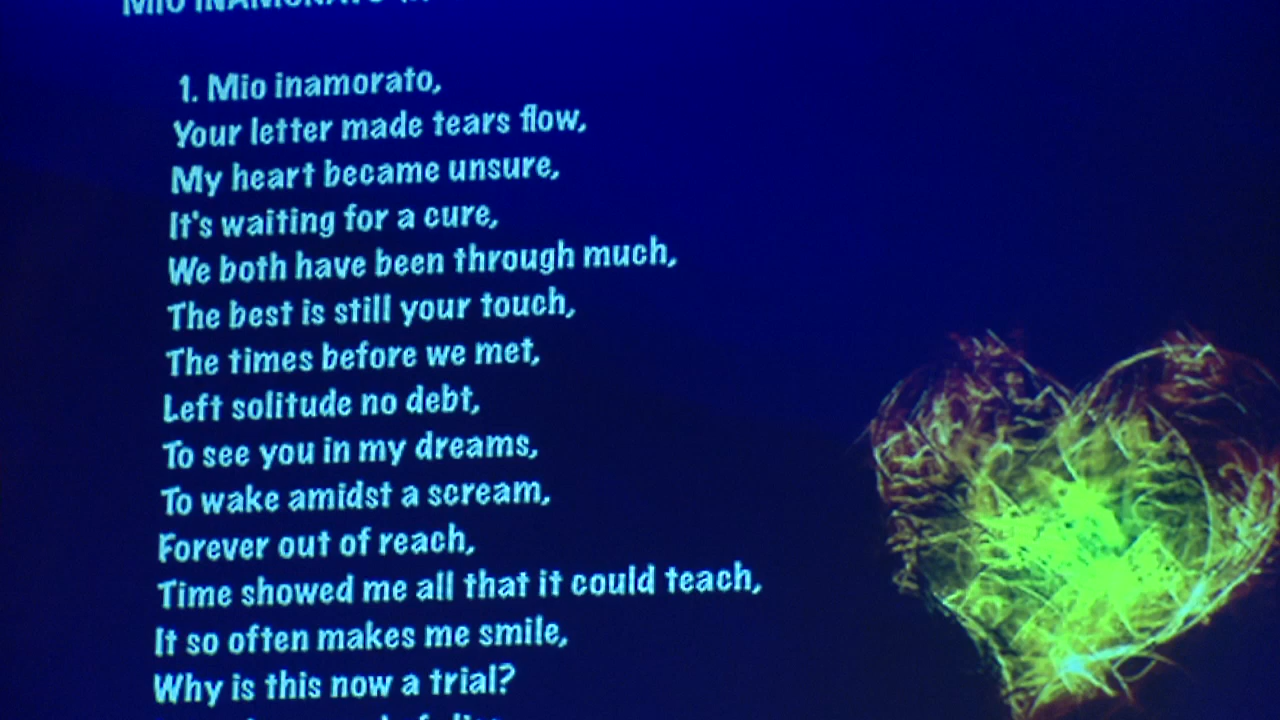 MIO INAMORATO
1. Mio inamorato,
Your letter made tears flow,
My heart became unsure,
It's waiting for a cure,
We both have been through much,
The best is still your touch,
The times before we met,
Left solitude no debt,
To see you in my dreams,
To wake amidst a scream,
Forever out of reach,
Time showed me all that it could teach,
It so often makes me smile,
Why is this now a trial?